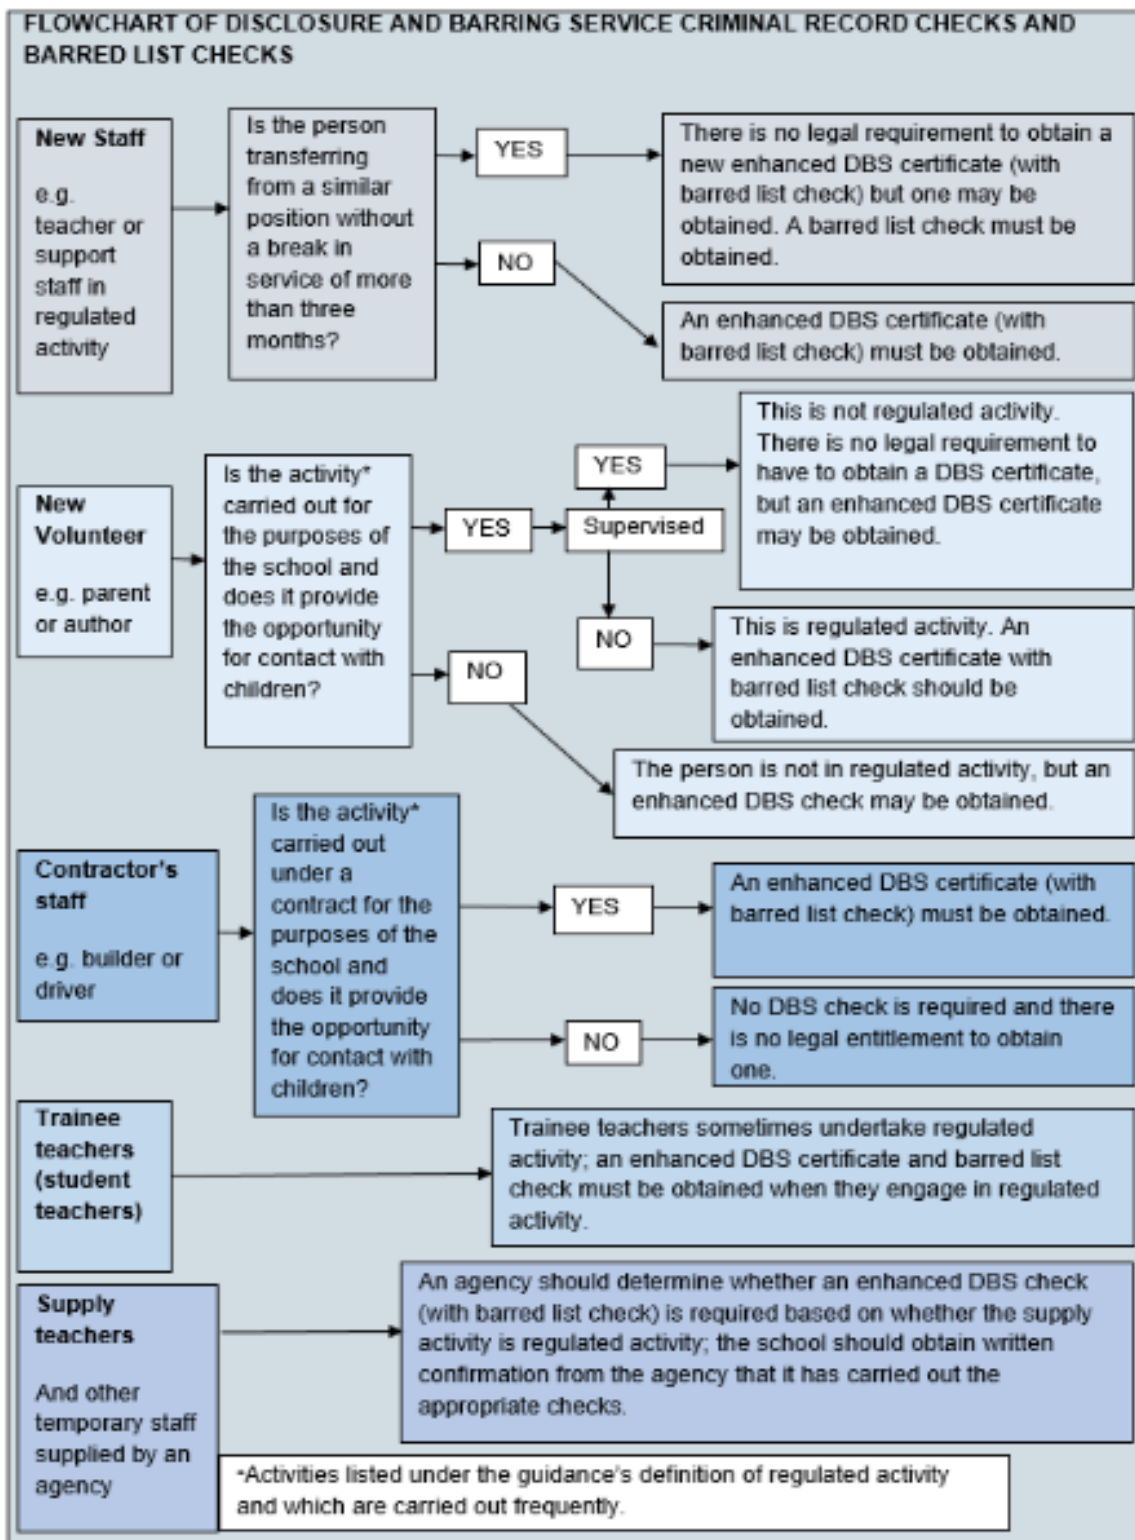 FLOWCHART OF DISCLOSURE AND BARRING SERVICE CRIMINAL RECORD CHECKS AND
BARRED LIST CHECKS
New Staff
e.g.
teacher or
support
staff in
regulated
activity
Is the person
transferring
from a similar
position without
a break in
service of more
than three
months?
YES
NO
There is no legal requirement to obtain a
new enhanced DBS certificate (with
barred list check) but one may be
obtained. A barred list check must be
obtained.
An enhanced DBS certificate (with
barred list check) must be obtained.
New
Volunteer
e.g. parent
or author
Is the activity*
carried out for
the purposes of
the school and
does it provide
the opportunity
for contact with
children?
YES
NO
Supervised
YES
NO
This is not regulated activity.
There is no legal requirement to
have to obtain a DBS certificate,
but an enhanced DBS certificate
may be obtained.
This is regulated activity. An
enhanced DBS certificate with
barred list check should be
obtained.
The person is not in regulated activity, but an
enhanced DBS check may be obtained.
Contractor's
staff
e.g. builder or
driver
Is the activity*
carried out
under a
contract for the
purposes of the
school and
does it provide
the opportunity
for contact with
children?
YES
NO
An enhanced DBS certificate (with
barred list check) must be obtained.
No DBS check is required and there
is no legal entitlement to obtain
one.
Trainee
teachers
(student
teachers)
Trainee teachers sometimes undertake regulated
activity; an enhanced DBS certificate and barred list
check must be obtained when they engage in regulated
activity.
Supply
teachers
And other
temporary staff
supplied by an
agency
An agency should determine whether an enhanced DBS check
(with barred list check) is required based on whether the supply
activity is regulated activity; the school should obtain written
confirmation from the agency that it has carried out the
appropriate checks.
*Activities listed under the guidance's definition of regulated activity
and which are carried out frequently.